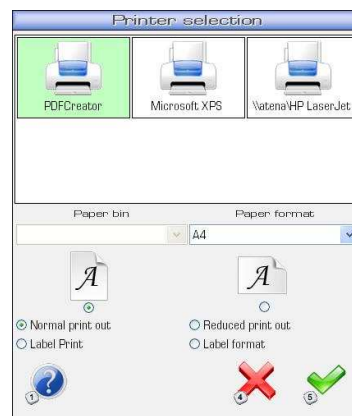 Printer selection
PDFCreator Microsoft XPS \\atena\HP LaserJet
Paper bin Paper format
A4
A A
Normal print out Reduced print out
Label Print Label format
? 1 4 5